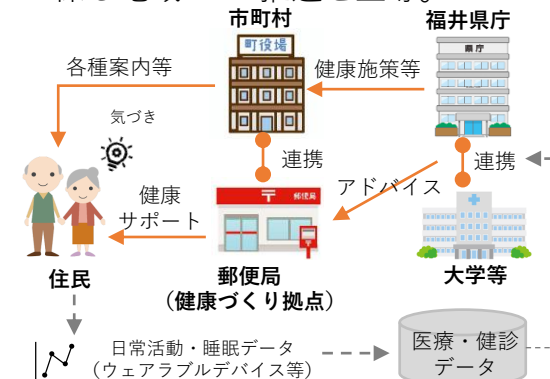 市町村
福井県庁
町役場
県庁
各種案内等
健康施策等
気づき
連携
連携
アドバイス
健康
サポート
郵便局
住民
郵便局
(健康づくり拠点)
大学等
日常活動・睡眠データ
(ウェアラブルデバイス等)
医療・健診
データ